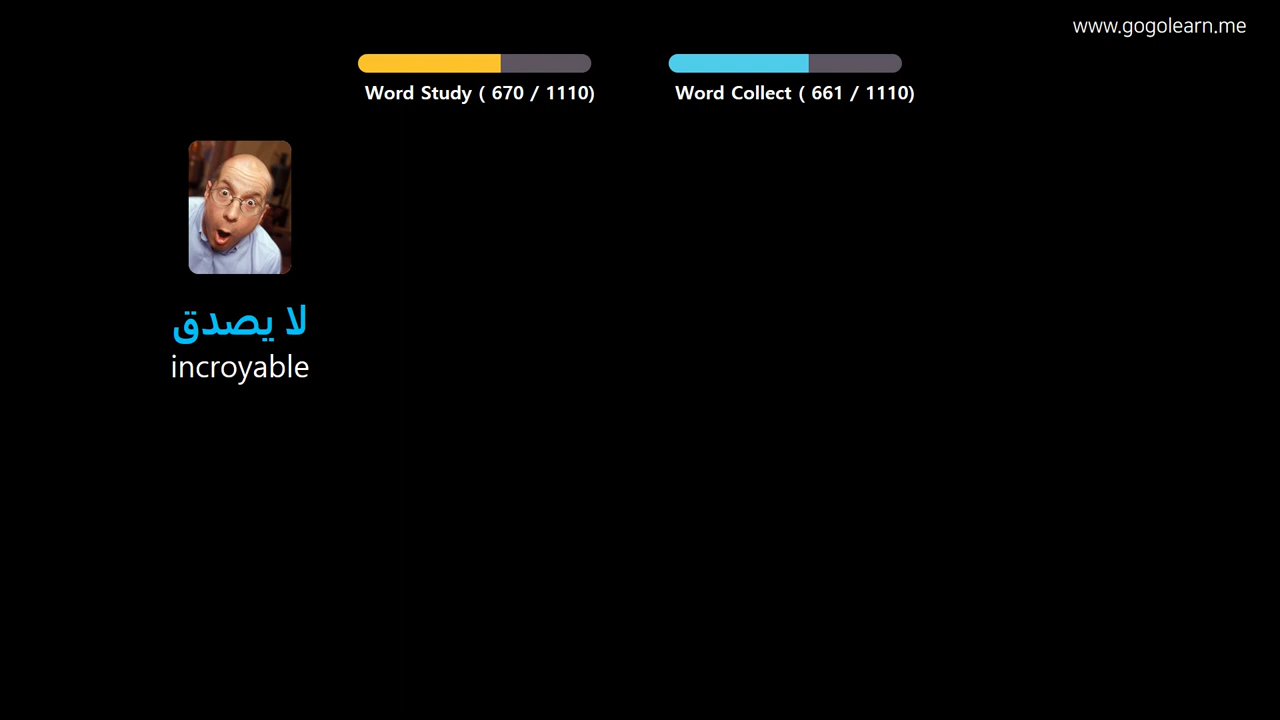 www.gogolearn.me
Word Study ( 670 / 1110)
Word Collect ( 661 / 1110)
لا يصدق
incroyable